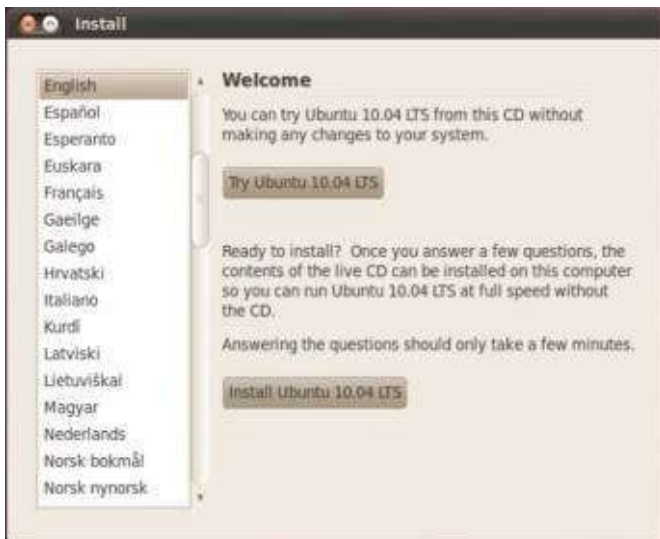 Install
English
Español
Esperanto
Euskara
Français
Gaeilge
Galego
Hrvatski
Italiano
Kurdî
Latviski
Lietuviškai
Magyar
Nederlands
Norsk bokmål
Norsk nynorsk
Welcome
You can try Ubuntu 10.04 LTS from this CD without
making any changes to your system.
Try Ubuntu 10.04 LTS
Ready to install? Once you answer a few questions, the
contents of the live CD can be installed on this computer
so you can run Ubuntu 10.04 LTS at full speed without
the CD.
Answering the questions should only take a few minutes.
Install Ubuntu 10.04 LTS